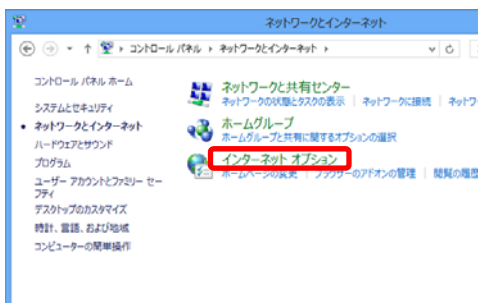 ネットワークとインターネット
コントロール パネル ▸ ネットワークとインターネット ▸
コントロール パネル ホーム
システムとセキュリティ
ネットワークとインターネット
ハードウェアとサウンド
プログラム
ユーザー アカウントとファミリー セー
フティ
デスクトップのカスタマイズ
時計、言語、および地域
コンピューターの簡単操作
ネットワークと共有センター
ネットワークの状態とタスクの表示 | ネットワークに接続 | ネットワ
ホームグループ
ホームグループと共有に関するオプションの選択
インターネット オプション
ホームページの変更 | ブラウザーのアドオンの管理 | 閲覧の履歴